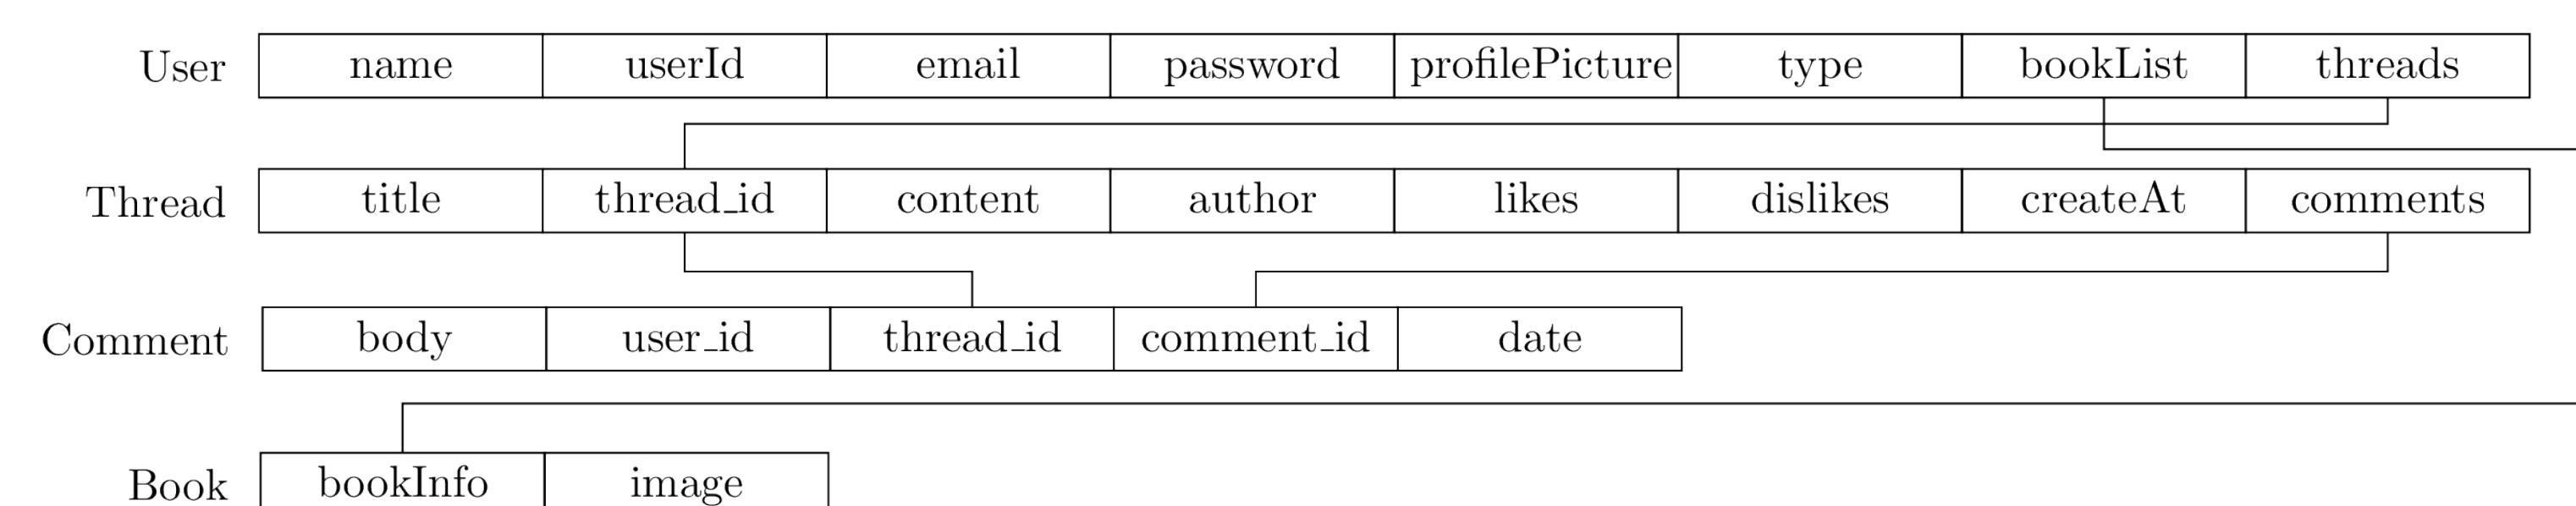 User name userId email password profilePicture type bookList threads
Thread title thread_id content author likes dislikes createAt comments
Comment body user_id thread_id comment_id date
Book bookInfo image